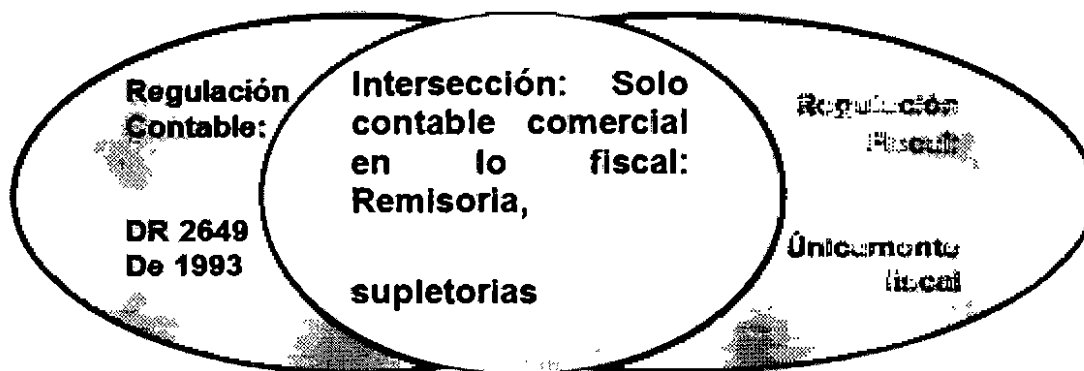 Regulación
Contable:
DR 2649
De 1993
Intersección: Solo
contable comercial
en lo fiscal:
Remisoria,
supletorias
Regulación
Fiscal:
Únicamente
fiscal